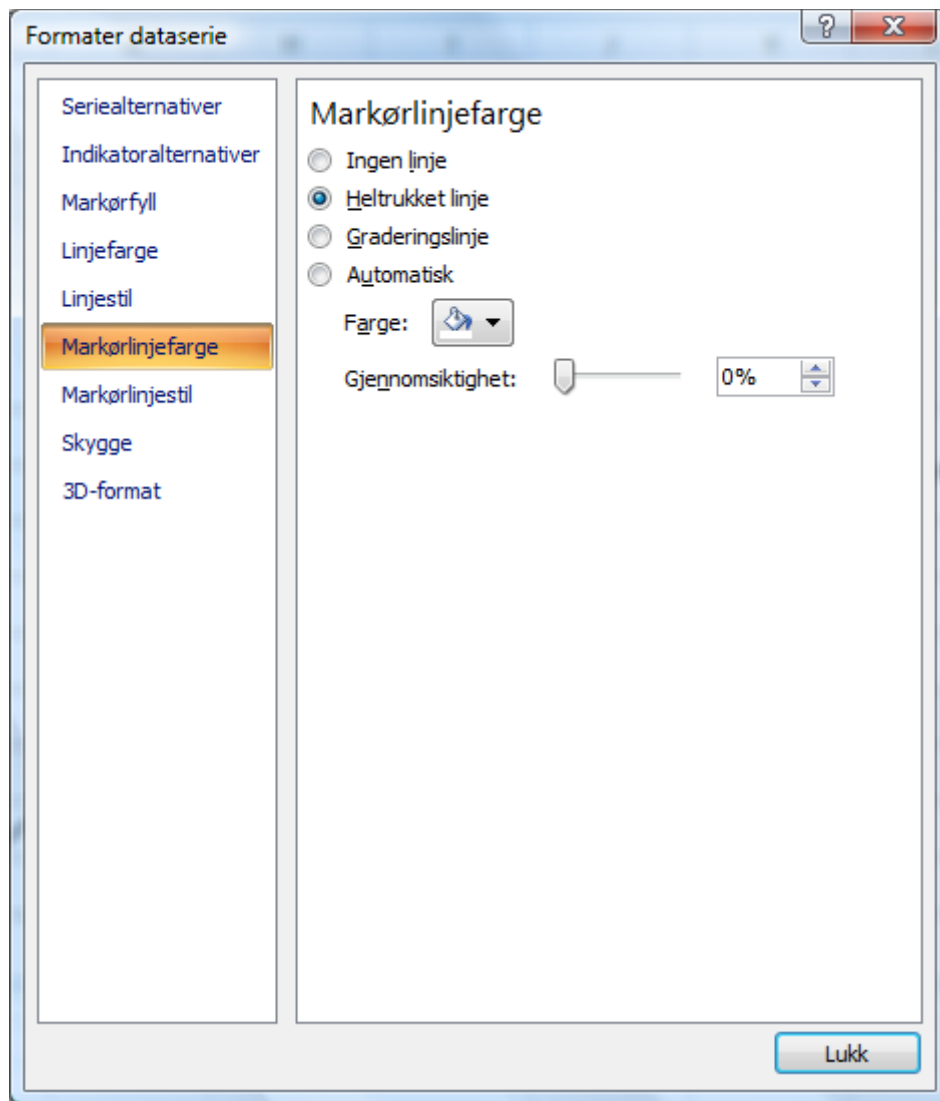 Formater dataserie
Seriealternativer
Indikatoralternativer
Markørfyll
Linjefarge
Linjestil
Markørlinjefarge
Markørlinjestil
Skygge
3D-format
Markørlinjefarge
Ingen linje
Heltrukket linje
Graderingslinje
Automatisk
Farge:
Gjennomsiktighet: 0%
Lukk